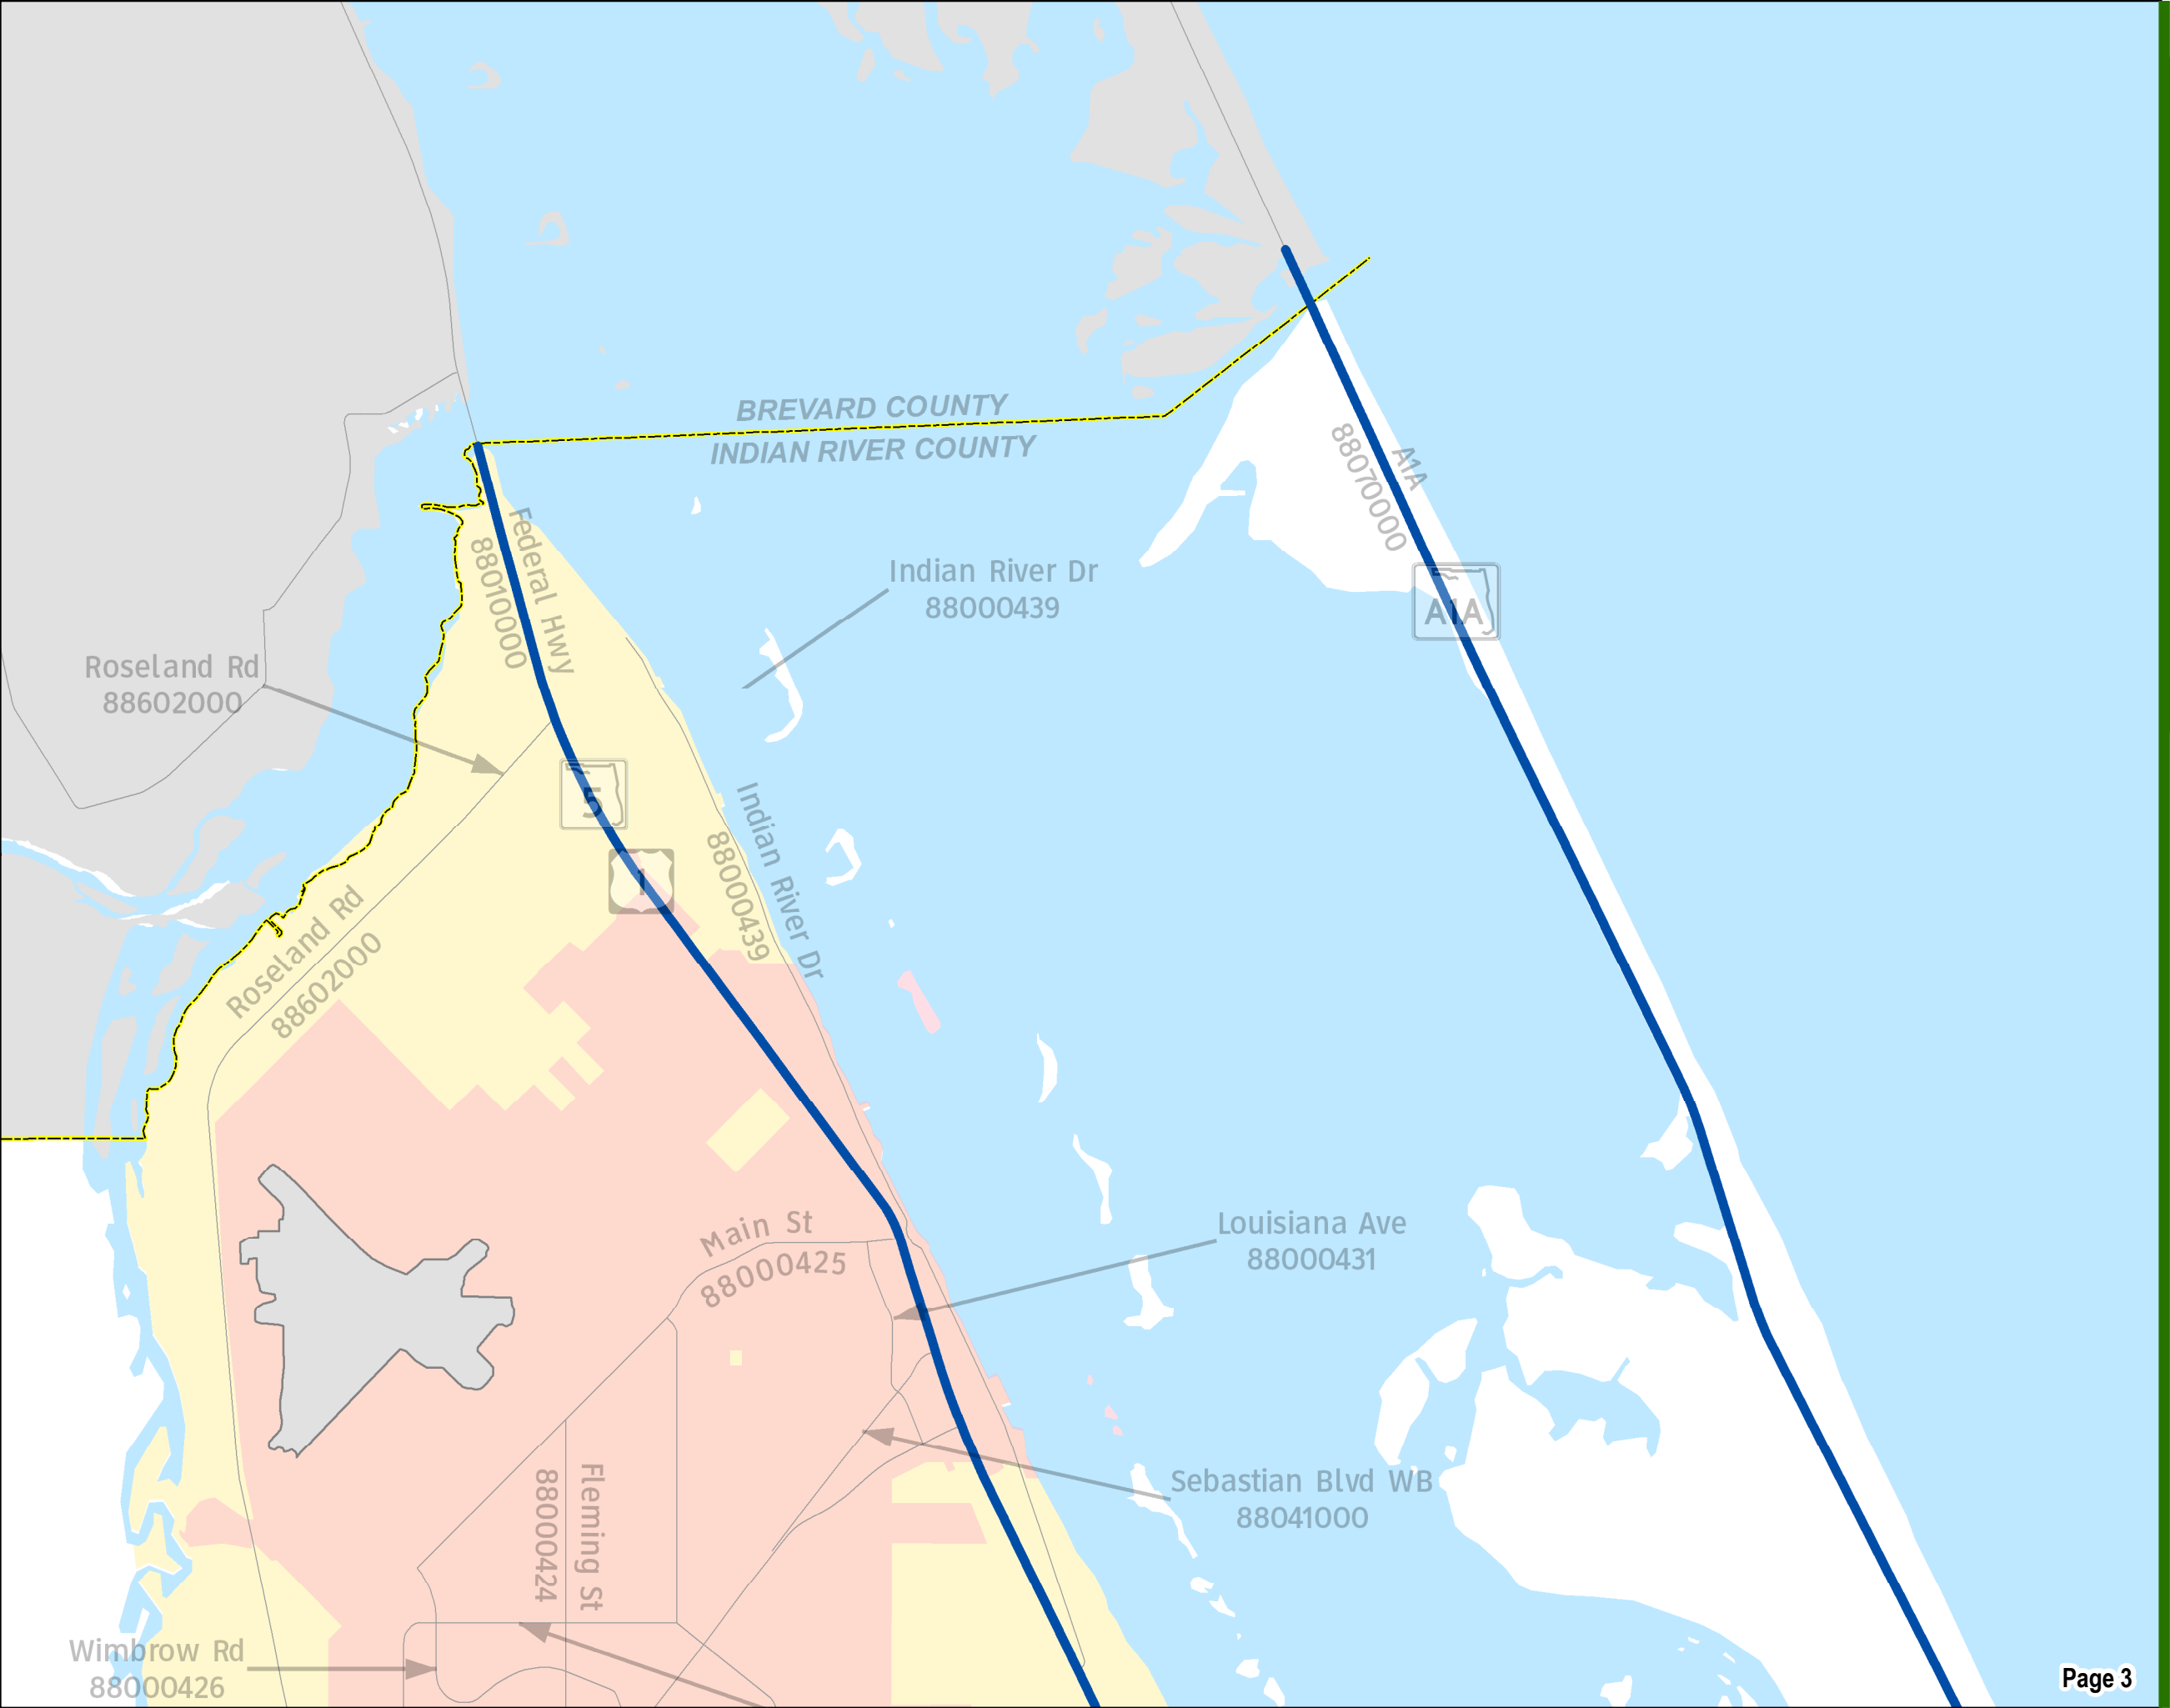 BREVARD COUNTY
INDIAN RIVER COUNTY
A1A
88070000
Federal Hwy
88010000
Indian River Dr
88000439
A1A
Roseland Rd
88602000
5
1
Indian River Dr
88000439
Roseland Rd
88602000
Main St
88000425
Louisiana Ave
88000431
Sebastian Blvd WB
88041000
Fleming St
88000424
Wimbrow Rd
88000426
Page 3